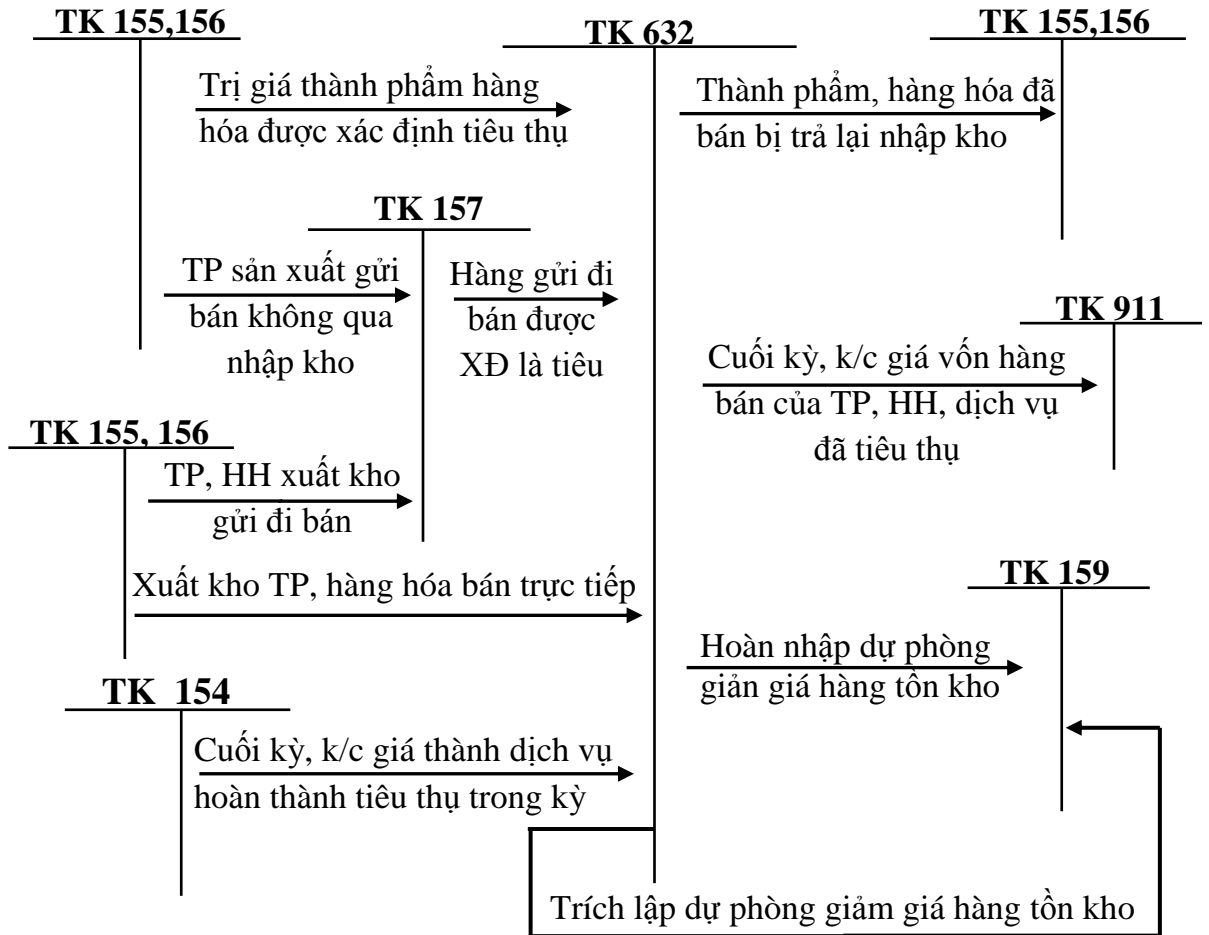 TK 155,156
Trị giá thành phẩm hàng
hóa được xác định tiêu thụ
TK 632
TK 155,156
Thành phẩm, hàng hóa đã
bán bị trả lại nhập kho
TK 157
TP sản xuất gửi
bán không qua
nhập kho
Hàng gửi đi
bán được
XĐ là tiêu
TK 911
Cuối kỳ, k/c giá vốn hàng
bán của TP, HH, dịch vụ
đã tiêu thụ
TK 155, 156
TP, HH xuất kho
gửi đi bán
Xuất kho TP, hàng hóa bán trực tiếp
TK 159
Hoàn nhập dự phòng
giản giá hàng tồn kho
TK 154
Cuối kỳ, k/c giá thành dịch vụ
hoàn thành tiêu thụ trong kỳ
Trích lập dự phòng giảm giá hàng tồn kho